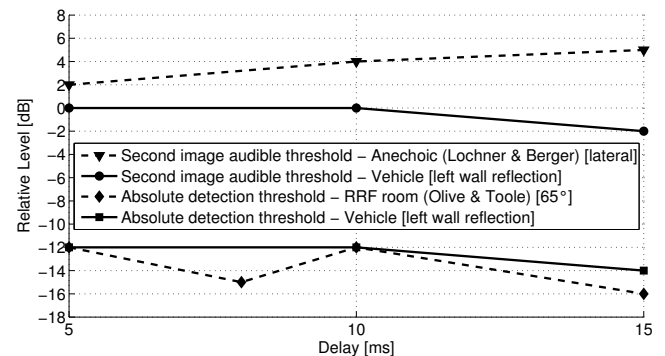 8
6
4
2
0
−2
−4
−6
−8
−10
−12
−14
−16
−18
Relative Level [dB]
Second image audible threshold − Anechoic (Lochner & Berger) [lateral]
Second image audible threshold − Vehicle [left wall reflection]
Absolute detection threshold − RRF room (Olive & Toole) [65°]
Absolute detection threshold − Vehicle [left wall reflection]
5
10
15
Delay [ms]